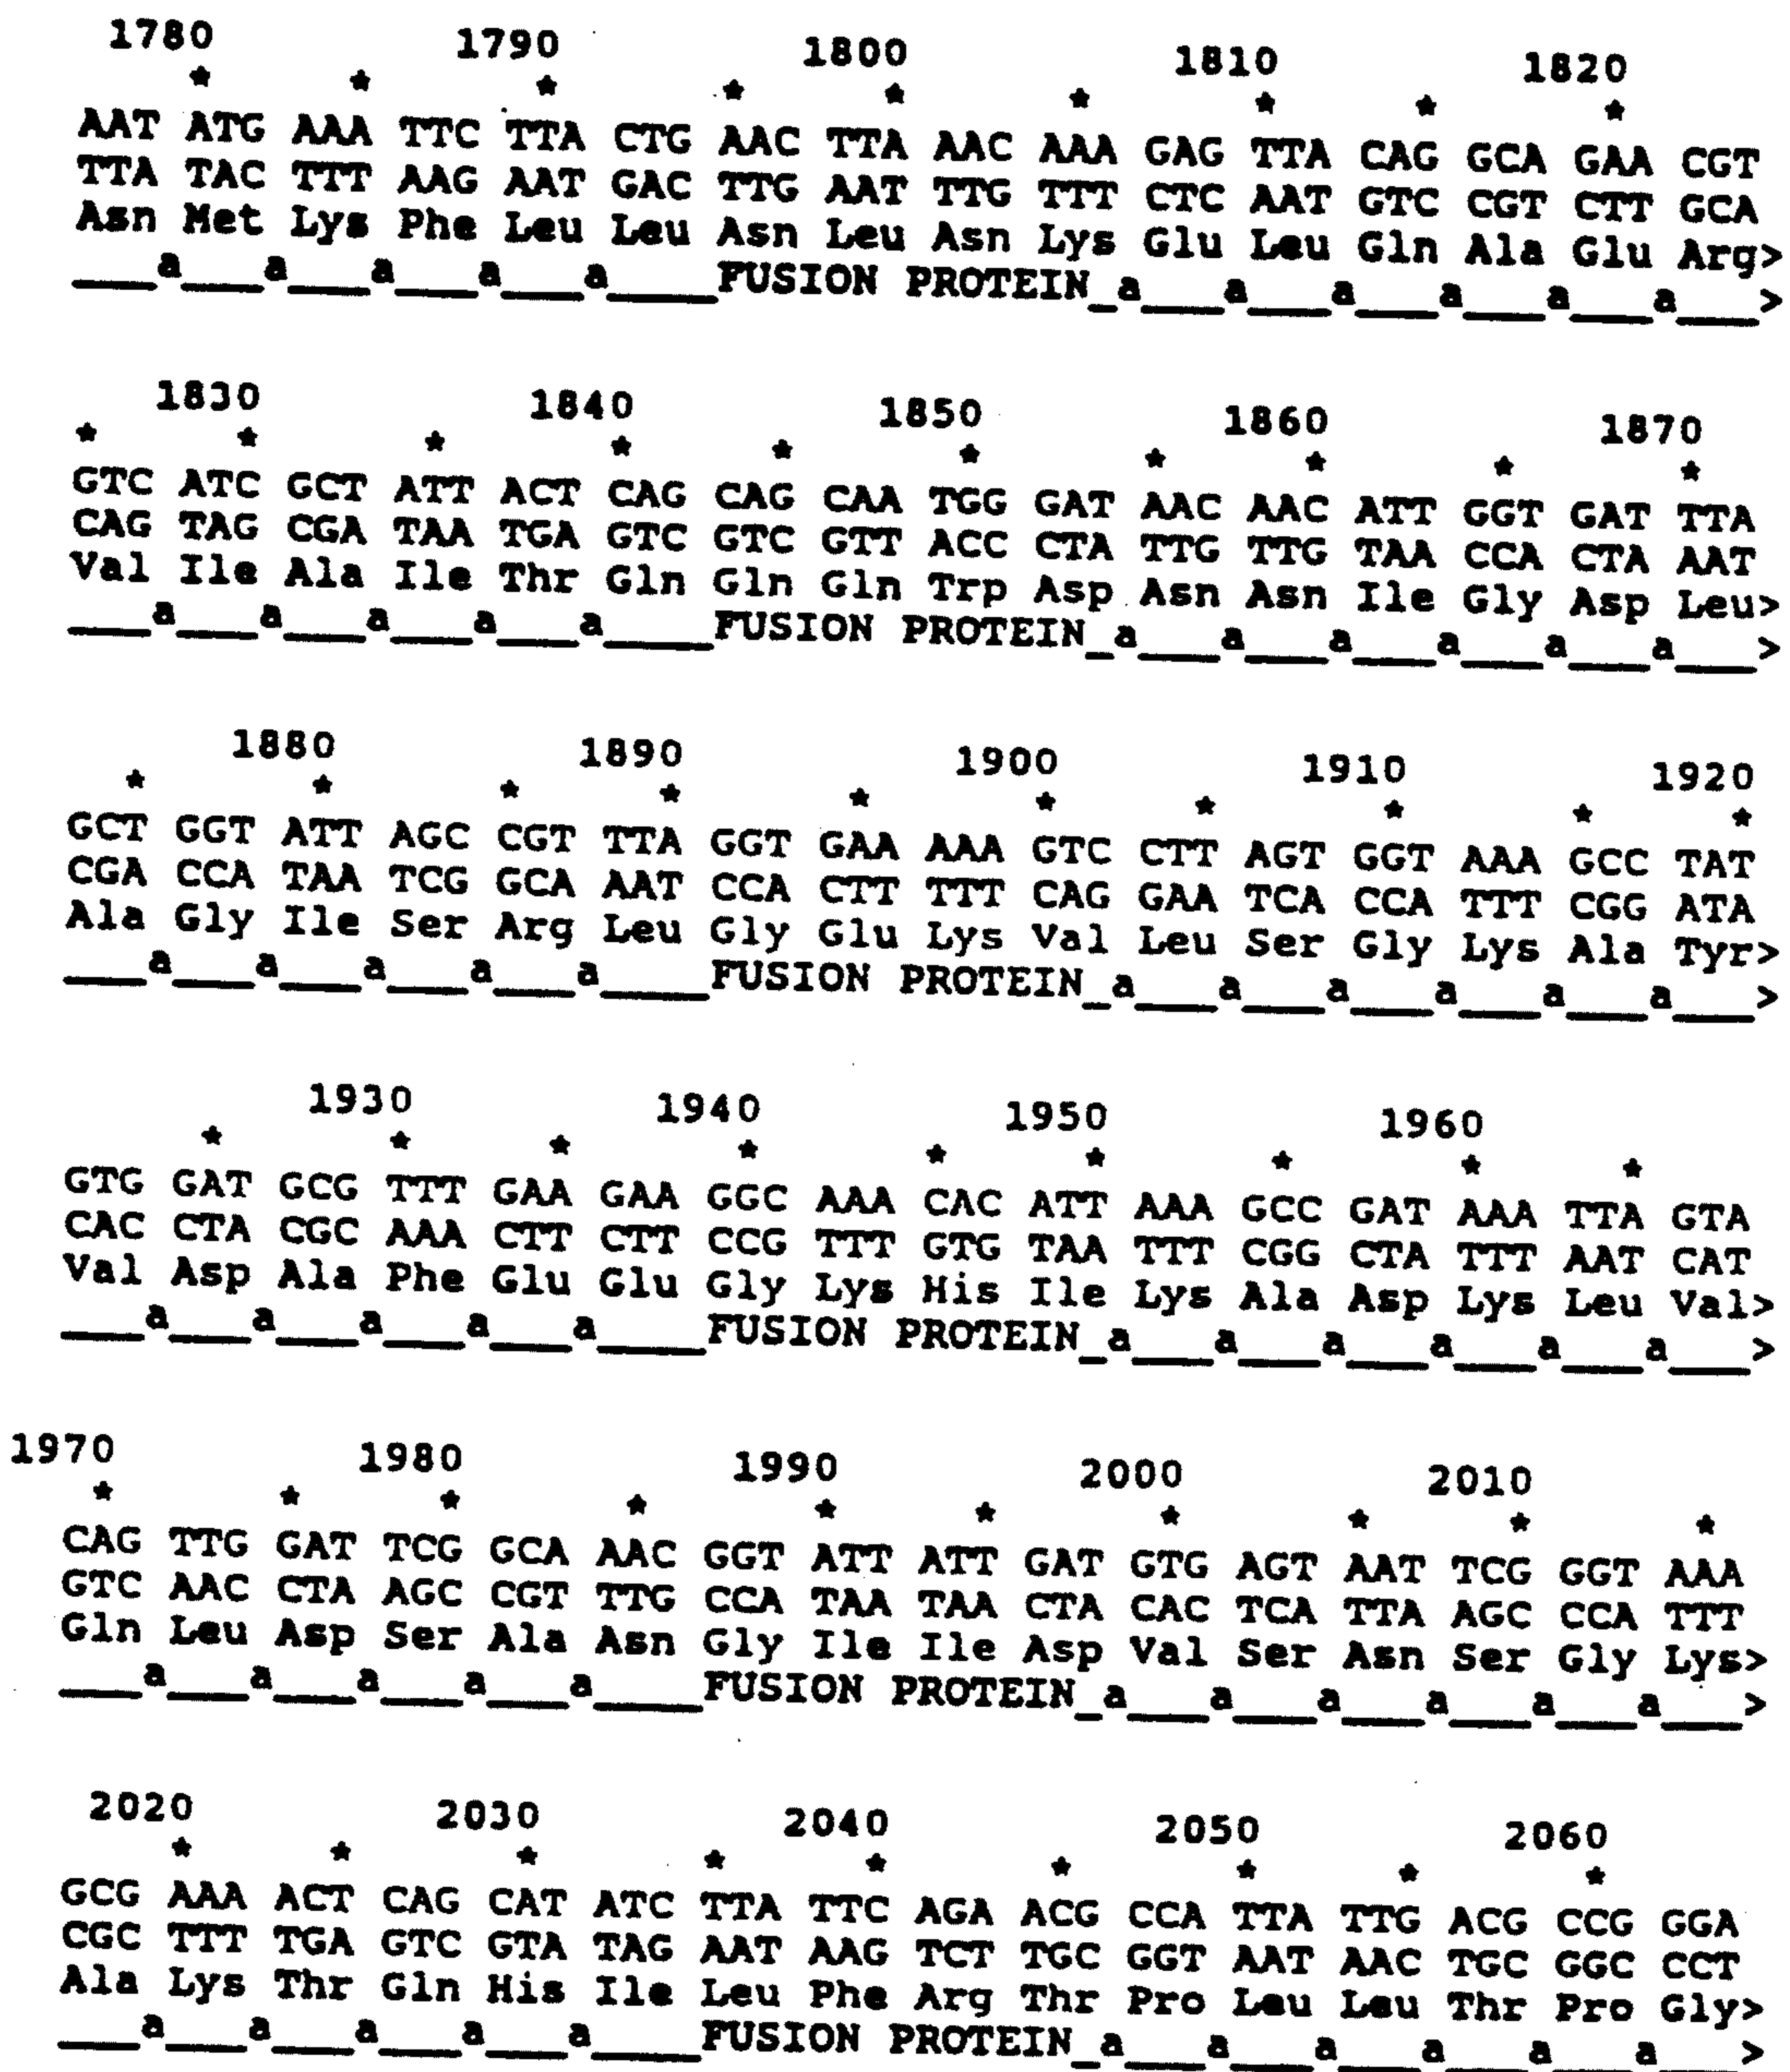 1780 1790 1800 1810 1820
* * * * * * * * *
AAT ATG AAA TTC TTA CTG AAC TTA AAC AAA GAG TTA CAG GCA GAA CGT
TTA TAC TTT AAG AAT GAC TTG AAT TTG TTT CTC AAT GTC CGT CTT GCA
Asn Met Lys Phe Leu Leu Asn Leu Asn Lys Glu Leu Gln Ala Glu Arg>
___a___a___a___a___a____FUSION PROTEIN_a___a___a___a___a___a___>
1830 1840 1850 1860 1870
* * * * * * * * * *
GTC ATC GCT ATT ACT CAG CAG CAA TGG GAT AAC AAC ATT GGT GAT TTA
CAG TAG CGA TAA TGA GTC GTC GTT ACC CTA TTG TTG TAA CCA CTA AAT
Val Ile Ala Ile Thr Gln Gln Gln Trp Asp Asn Asn Ile Gly Asp Leu>
___a___a___a___a___a____FUSION PROTEIN_a___a___a___a___a___a___>
1880 1890 1900 1910 1920
* * * * * * * * * *
GCT GGT ATT AGC CGT TTA GGT GAA AAA GTC CTT AGT GGT AAA GCC TAT
CGA CCA TAA TCG GCA AAT CCA CTT TTT CAG GAA TCA CCA TTT CGG ATA
Ala Gly Ile Ser Arg Leu Gly Glu Lys Val Leu Ser Gly Lys Ala Tyr>
___a___a___a___a___a____FUSION PROTEIN_a___a___a___a___a___a___>
1930 1940 1950 1960
* * * * * * * * *
GTG GAT GCG TTT GAA GAA GGC AAA CAC ATT AAA GCC GAT AAA TTA GTA
CAC CTA CGC AAA CTT CTT CCG TTT GTG TAA TTT CGG CTA TTT AAT CAT
Val Asp Ala Phe Glu Glu Gly Lys His Ile Lys Ala Asp Lys Leu Val>
___a___a___a___a___a____FUSION PROTEIN_a___a___a___a___a___a___>
1970 1980 1990 2000 2010
* * * * * * * * * *
CAG TTG GAT TCG GCA AAC GGT ATT ATT GAT GTG AGT AAT TCG GGT AAA
GTC AAC CTA AGC CGT TTG CCA TAA TAA CTA CAC TCA TTA AGC CCA TTT
Gln Leu Asp Ser Ala Asn Gly Ile Ile Asp Val Ser Asn Ser Gly Lys>
___a___a___a___a___a____FUSION PROTEIN_a___a___a___a___a___a___>
2020 2030 2040 2050 2060
* * * * * * * * *
GCG AAA ACT CAG CAT ATC TTA TTC AGA ACG CCA TTA TTG ACG CCG GGA
CGC TTT TGA GTC GTA TAG AAT AAG TCT TGC GGT AAT AAC TGC GGC CCT
Ala Lys Thr Gln His Ile Leu Phe Arg Thr Pro Leu Leu Thr Pro Gly>
___a___a___a___a___a____FUSION PROTEIN_a___a___a___a___a___a___>